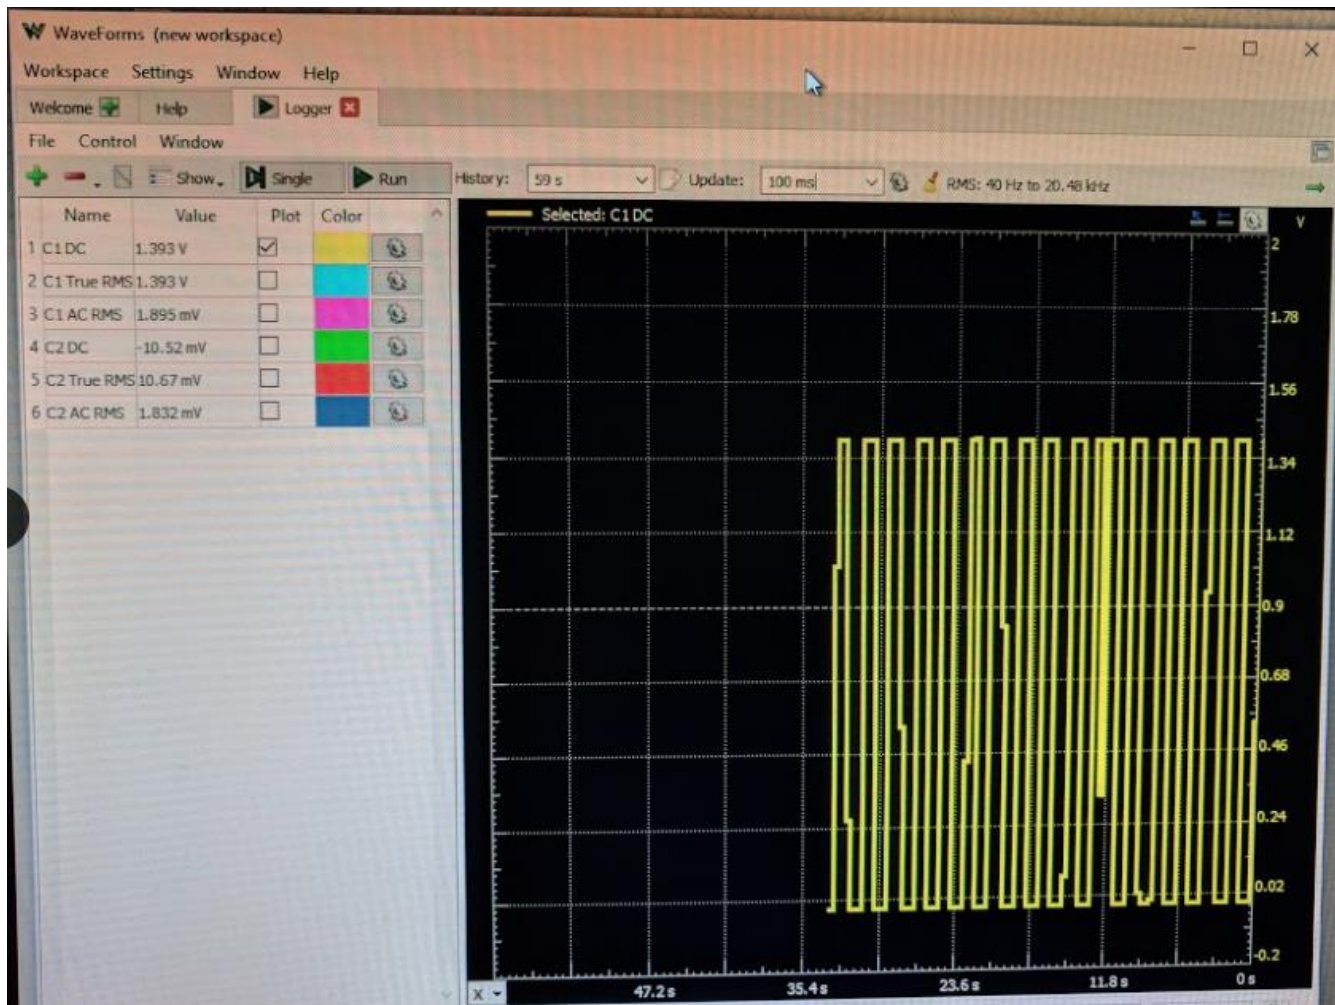 WaveForms (new workspace)
Workspace Settings Window Help
Welcome Help Logger
File Control Window
Show Single Run History: 59 s Update: 100 ms RMS: 40 Hz to 20.48 kHz
Name Value Plot Color
1 C1 DC 1.393 V
2 C1 True RMS 1.393 V
3 C1 AC RMS 1.895 mV
4 C2 DC -10.52 mV
5 C2 True RMS 10.67 mV
6 C2 AC RMS 1.832 mV
Selected: C1 DC
V
2
1.78
1.56
1.34
1.12
0.9
0.68
0.46
0.24
0.02
-0.2
X 47.2 s 35.4 s 23.6 s 11.8 s 0 s